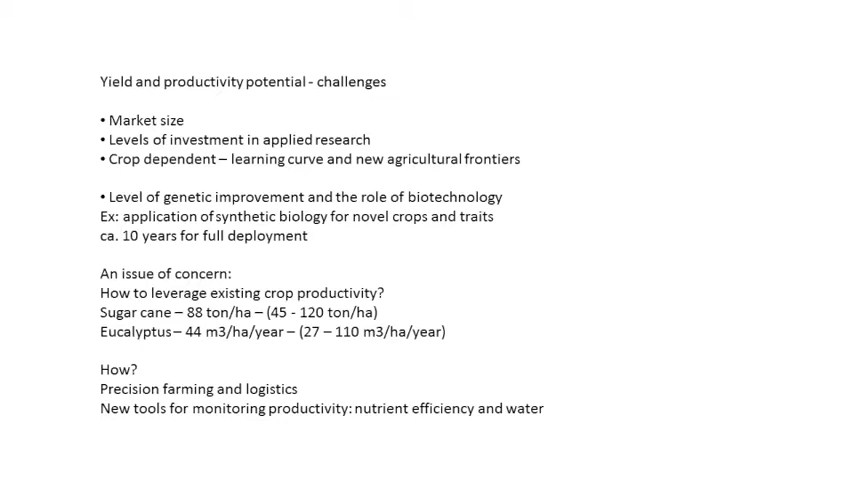 Yield and productivity potential - challenges
• Market size
• Levels of investment in applied research
• Crop dependent – learning curve and new agricultural frontiers
• Level of genetic improvement and the role of biotechnology
Ex: application of synthetic biology for novel crops and traits
ca. 10 years for full deployment
An issue of concern:
How to leverage existing crop productivity?
Sugar cane – 88 ton/ha – (45 - 120 ton/ha)
Eucalyptus – 44 m3/ha/year – (27 – 110 m3/ha/year)
How?
Precision farming and logistics
New tools for monitoring productivity: nutrient efficiency and water